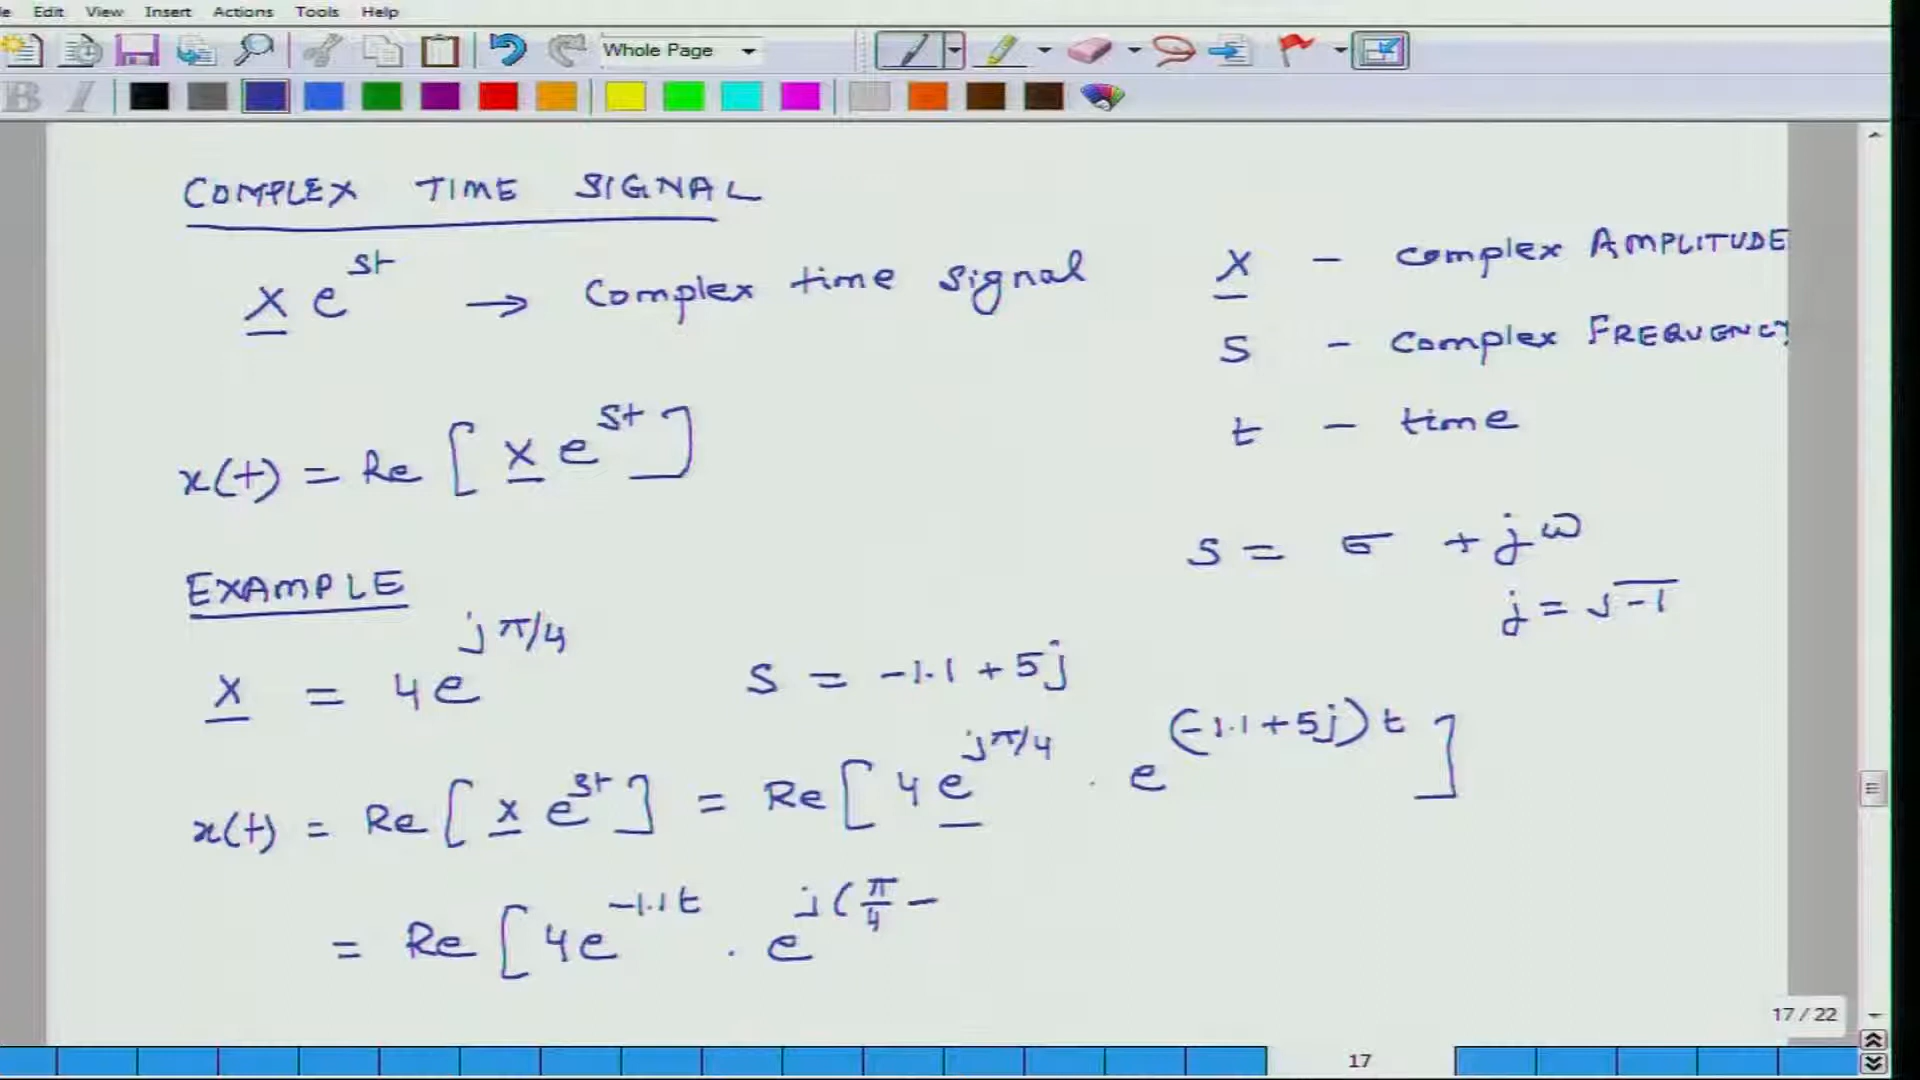 Edit View Insert Actions Tools Help
Whole Page
B I
COMPLEX TIME SIGNAL
X e^st → Complex time signal
X - complex AMPLITUDE
S - complex FREQUENCY
t - time
x(t) = Re [ X e^st ]
S = σ + jω
j = √-1
EXAMPLE
X = 4e^jπ/4 S = -1.1 + 5j
x(t) = Re [ X e^st ] = Re [ 4e^jπ/4 . e^(-1.1+5j)t ]
= Re [ 4e^-1.1t . e^j(π/4 -
17 / 22
17